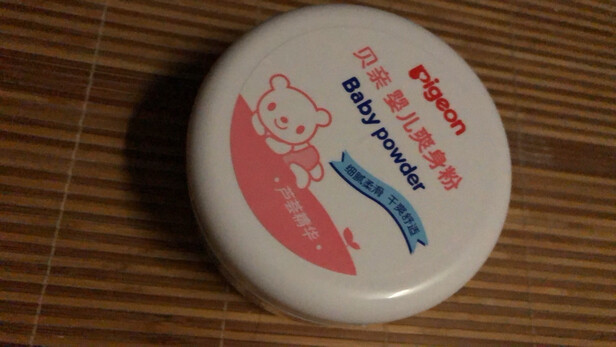 pigeon
贝亲 婴儿爽身粉
Baby powder
细腻柔滑 干爽舒适
·芦荟精华·